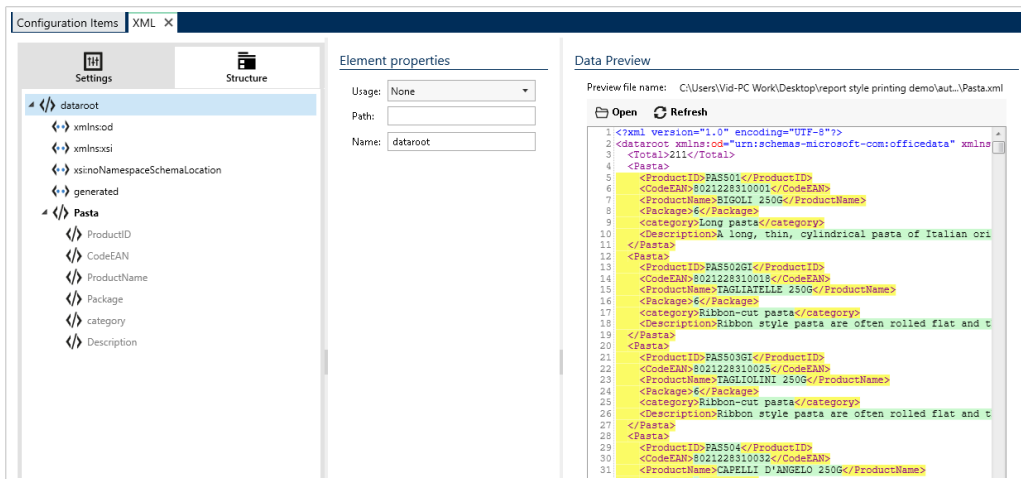 Configuration Items XML ×
Settings
Structure
dataroot
xmlns:od
xmlns:xsi
xsi:noNamespaceSchemaLocation
generated
Pasta
ProductID
CodeEAN
ProductName
Package
category
Description
Element properties
Usage: None
Path:
Name: dataroot
Data Preview
Preview file name: C:\Users\Vid-PC Work\Desktop\report style printing demo\aut...\Pasta.xml
Open Refresh
1 <?xml version="1.0" encoding="UTF-8"?>
2 <dataroot xmlns:od="urn:schemas-microsoft-com:officedata" xmlns
3 <Total>211</Total>
4 <Pasta>
5 <ProductID>PAS501</ProductID>
6 <CodeEAN>8021228310001</CodeEAN>
7 <ProductName>BIGOLI 250G</ProductName>
8 <Package>6</Package>
9 <category>Long pasta</category>
10 <Description>A long, thin, cylindrical pasta of Italian ori
11 </Pasta>
12 <Pasta>
13 <ProductID>PAS502GI</ProductID>
14 <CodeEAN>8021228310018</CodeEAN>
15 <ProductName>TAGLIATELLE 250G</ProductName>
16 <Package>6</Package>
17 <category>Ribbon-cut pasta</category>
18 <Description>Ribbon style pasta are often rolled flat and t
19 </Pasta>
20 <Pasta>
21 <ProductID>PAS503GI</ProductID>
22 <CodeEAN>8021228310025</CodeEAN>
23 <ProductName>TAGLIOLINI 250G</ProductName>
24 <Package>6</Package>
25 <category>Ribbon-cut pasta</category>
26 <Description>Ribbon style pasta are often rolled flat and t
27 </Pasta>
28 <Pasta>
29 <ProductID>PAS504</ProductID>
30 <CodeEAN>8021228310032</CodeEAN>
31 <ProductName>CAPELLI D'ANGELO 250G</ProductName>